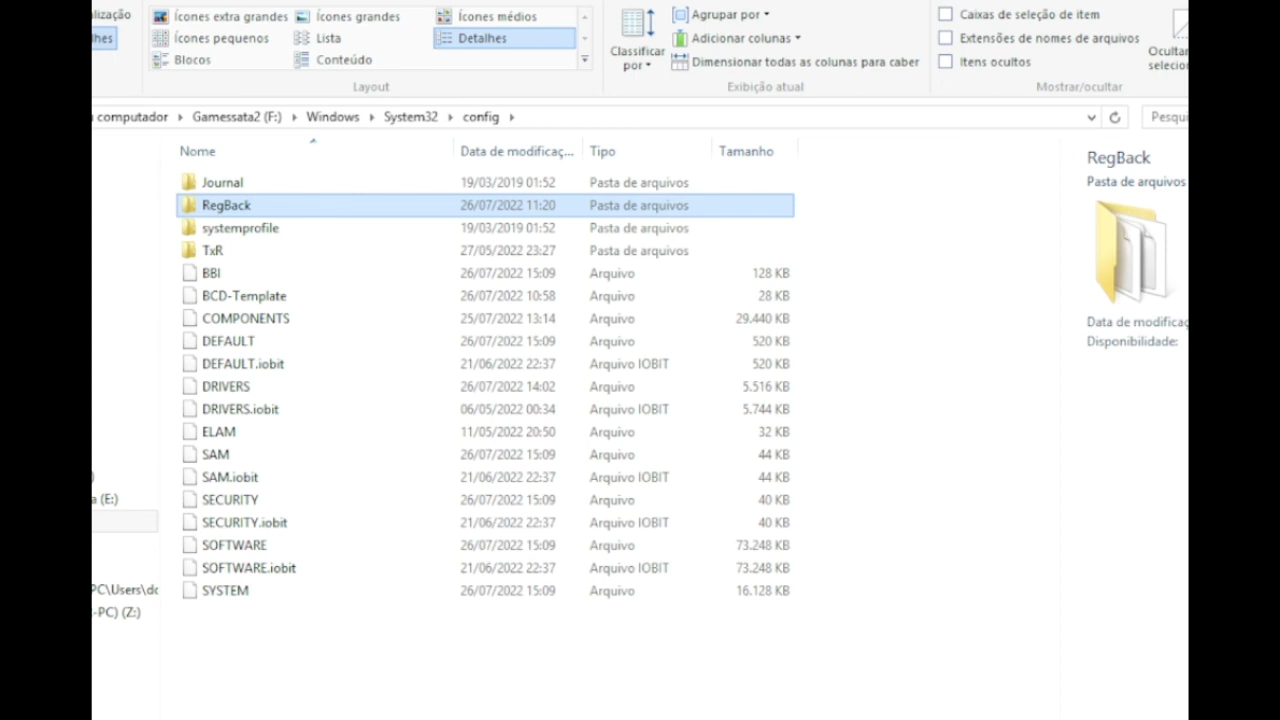 Ícones extra grandes Ícones grandes Ícones médios
Ícones pequenos Lista Detalhes
Blocos Conteúdo
Layout
Classificar por
Agrupar por
Adicionar colunas
Dimensionar todas as colunas para caber
Exibição atual
Caixas de seleção de item
Extensões de nomes de arquivos
Itens ocultos
Mostrar/ocultar
Ocultar
computador Gamessata2 (F:) Windows System32 config
Nome Data de modificaç... Tipo Tamanho
Journal 19/03/2019 01:52 Pasta de arquivos
RegBack 26/07/2022 11:20 Pasta de arquivos
systemprofile 19/03/2019 01:52 Pasta de arquivos
TxR 27/05/2022 23:27 Pasta de arquivos
BBI 26/07/2022 15:09 Arquivo 128 KB
BCD-Template 26/07/2022 10:58 Arquivo 28 KB
COMPONENTS 25/07/2022 13:14 Arquivo 29.440 KB
DEFAULT 26/07/2022 15:09 Arquivo 520 KB
DEFAULT.iobit 21/06/2022 22:37 Arquivo IOBIT 520 KB
DRIVERS 26/07/2022 14:02 Arquivo 5.516 KB
DRIVERS.iobit 06/05/2022 00:34 Arquivo IOBIT 5.744 KB
ELAM 11/05/2022 20:50 Arquivo 32 KB
SAM 26/07/2022 15:09 Arquivo 44 KB
SAM.iobit 21/06/2022 22:37 Arquivo IOBIT 44 KB
SECURITY 26/07/2022 15:09 Arquivo 40 KB
SECURITY.iobit 21/06/2022 22:37 Arquivo IOBIT 40 KB
SOFTWARE 26/07/2022 15:09 Arquivo 73.248 KB
SOFTWARE.iobit 21/06/2022 22:37 Arquivo IOBIT 73.248 KB
SYSTEM 26/07/2022 15:09 Arquivo 16.128 KB
a (E:)
PC\Users\do
-PC) (Z:)
RegBack
Pasta de arquivos
Data de modificaç
Disponibilidade: